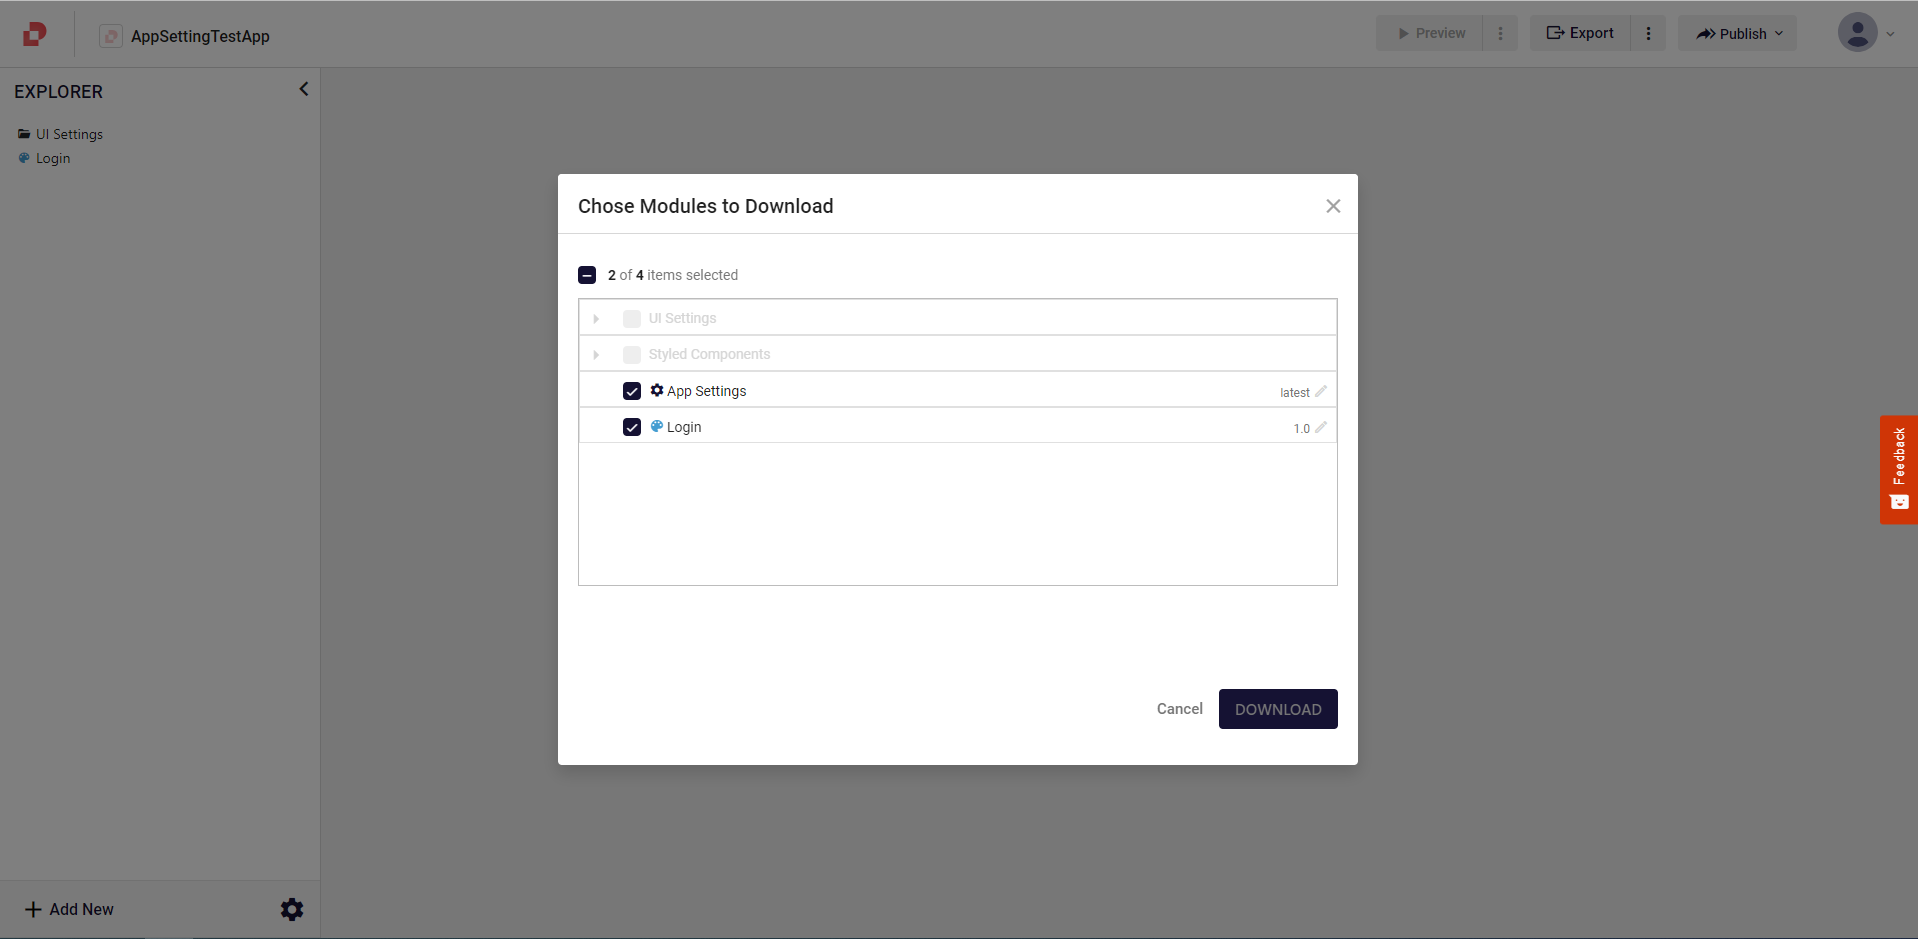 AppSettingTestApp
Preview
Export
Publish
EXPLORER
UI Settings
Login
Chose Modules to Download
2 of 4 items selected
UI Settings
Styled Components
App Settings latest
Login 1.0
Cancel DOWNLOAD
Feedback
Add New